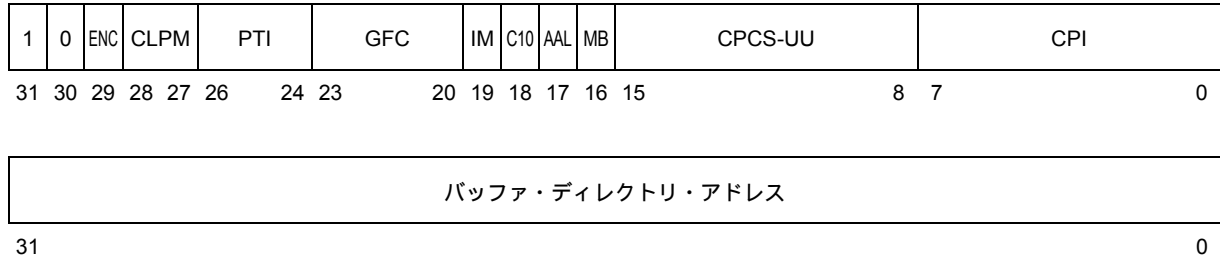 1 0 ENC CLPM PTI GFC IM C10 AAL MB CPCS-UU CPI
31 30 29 28 27 26 24 23 20 19 18 17 16 15 8 7 0
バッファ・ディレクトリ・アドレス
31 0